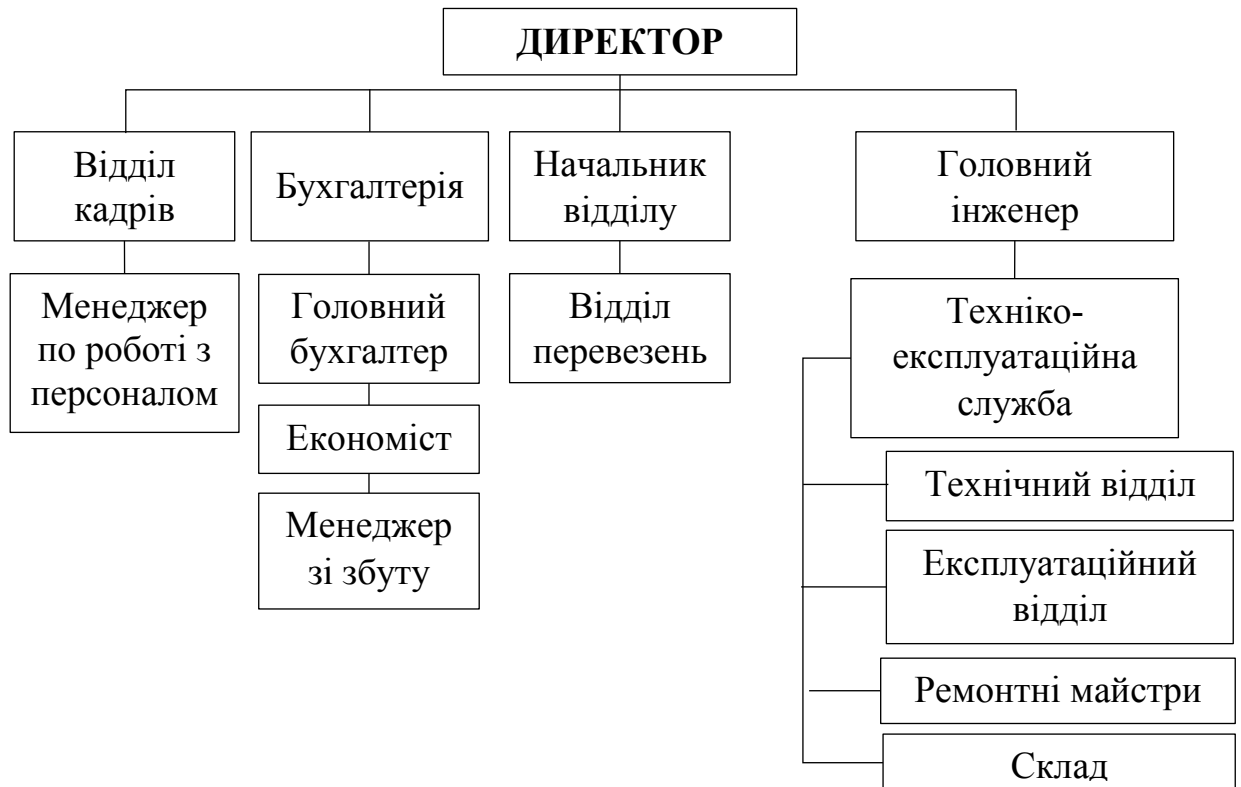 ДИРЕКТОР
Відділ
кадрів
Бухгалтерія
Начальник
відділу
Головний
інженер
Менеджер
по роботі з
персоналом
Головний
бухгалтер
Відділ
перевезень
Техніко-
експлуатаційна
служба
Економіст
Менеджер
зі збуту
Технічний відділ
Експлуатаційний
відділ
Ремонтні майстри
Склад